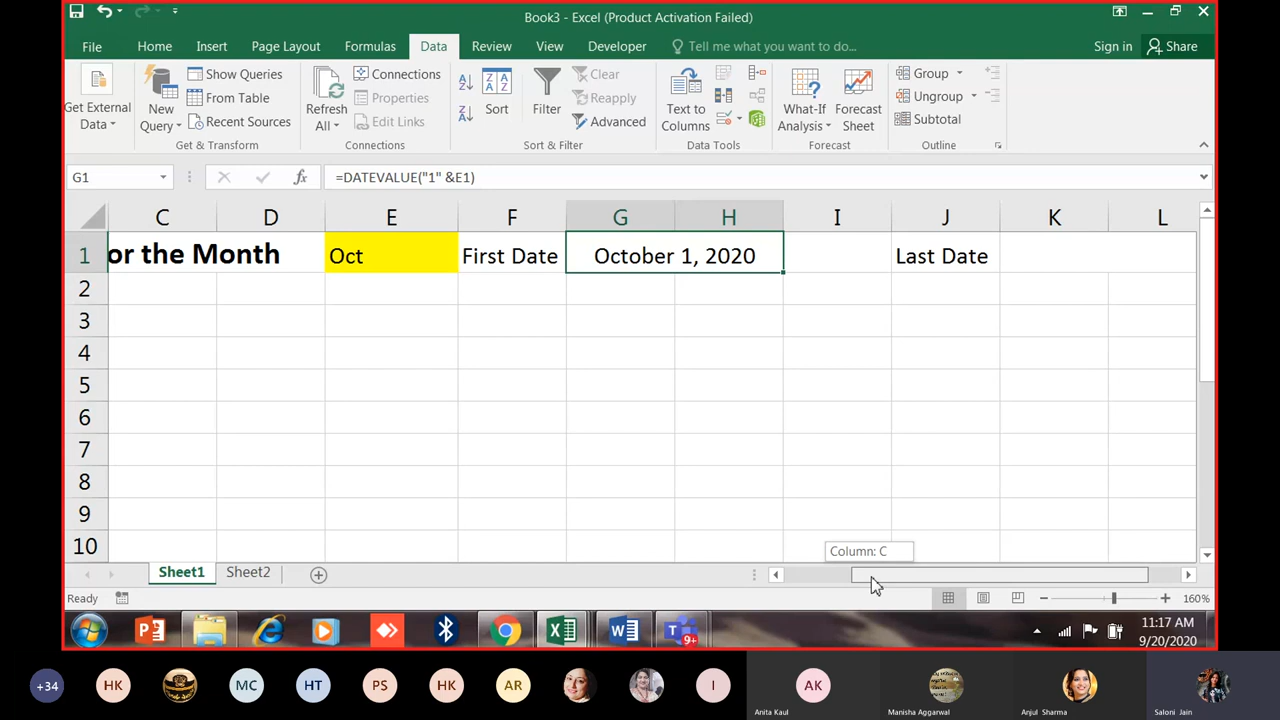 Book3 - Excel (Product Activation Failed)
File Home Insert Page Layout Formulas Data Review View Developer Tell me what you want to do... Sign in Share
Get External Data
New Query
Show Queries
From Table
Recent Sources
Get & Transform
Refresh All
Connections
Properties
Edit Links
Connections
Sort
Filter
Clear
Reapply
Advanced
Sort & Filter
Text to Columns
Data Tools
What-If Analysis
Forecast Sheet
Forecast
Group
Ungroup
Subtotal
Outline
G1 fx =DATEVALUE("1" &E1)
C D E F G H I J K L
1 or the Month Oct First Date October 1, 2020 Last Date
2
3
4
5
6
7
8
9
10
Column: C
Sheet1 Sheet2
Ready 160%
9+ 11:17 AM
9/20/2020
+34 HK MC HT PS HK AR I AK
Anita Kaul Manisha Aggarwal Anjul Sharma Saloni Jain